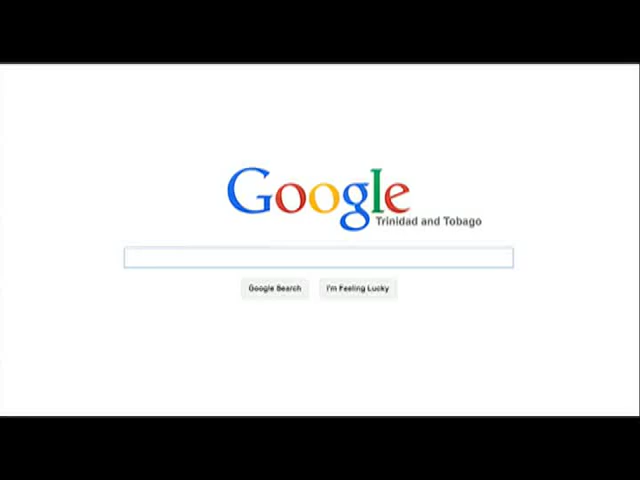 Google
Trinidad and Tobago
Google Search
I'm Feeling Lucky